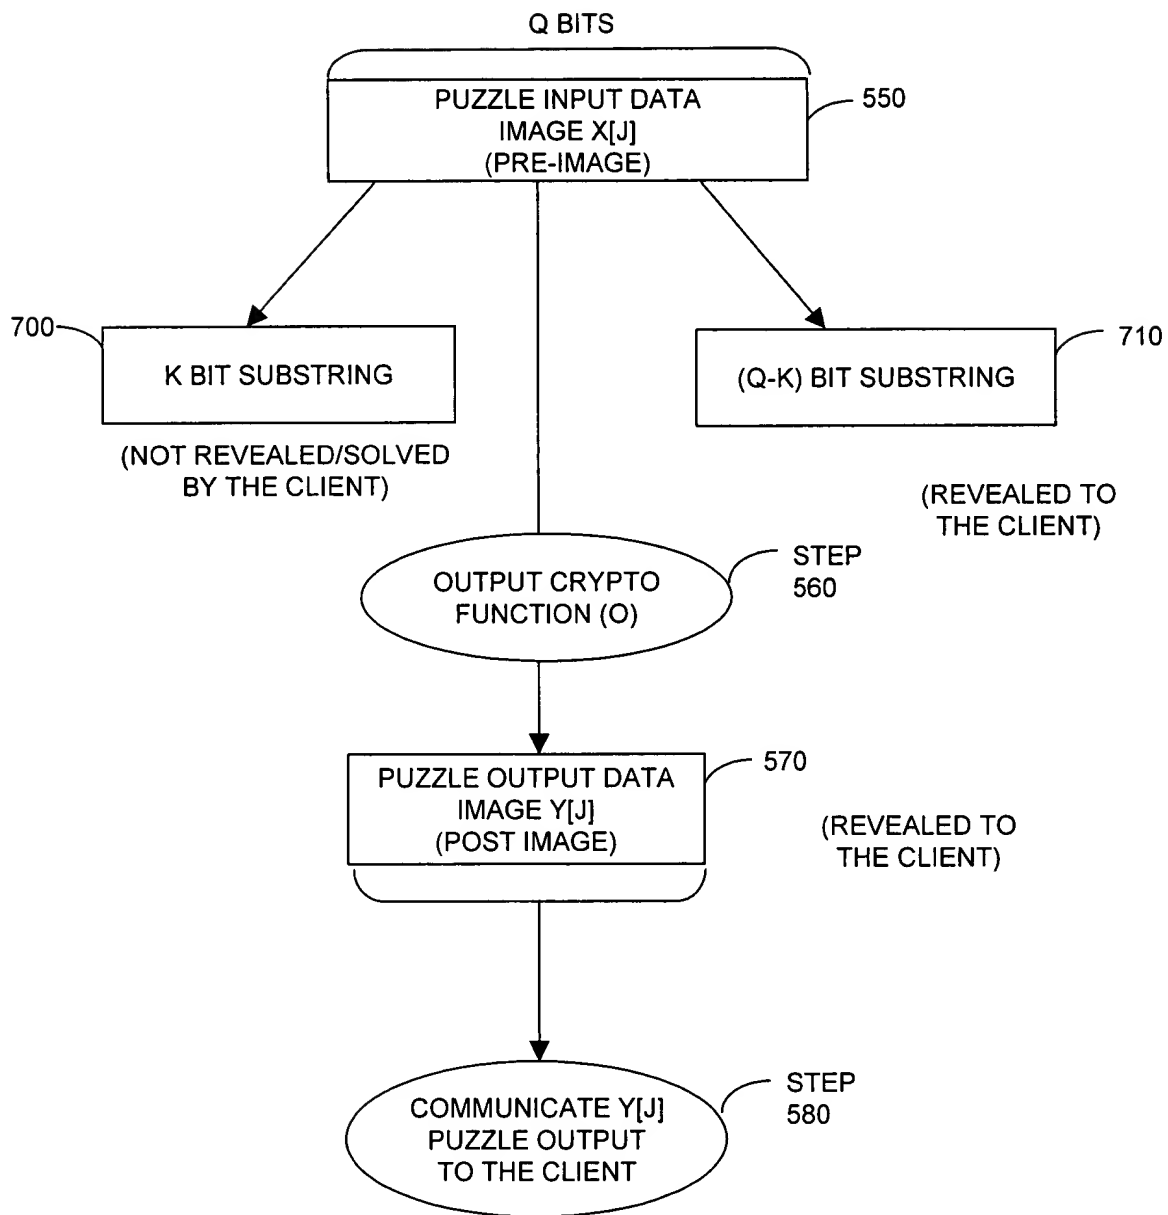 Q BITS
PUZZLE INPUT DATA
IMAGE X[J]
(PRE-IMAGE)
550
700
K BIT SUBSTRING
(NOT REVEALED/SOLVED
BY THE CLIENT)
710
(Q-K) BIT SUBSTRING
(REVEALED TO
THE CLIENT)
OUTPUT CRYPTO
FUNCTION (O)
STEP
560
PUZZLE OUTPUT DATA
IMAGE Y[J]
(POST IMAGE)
570
(REVEALED TO
THE CLIENT)
COMMUNICATE Y[J]
PUZZLE OUTPUT
TO THE CLIENT
STEP
580